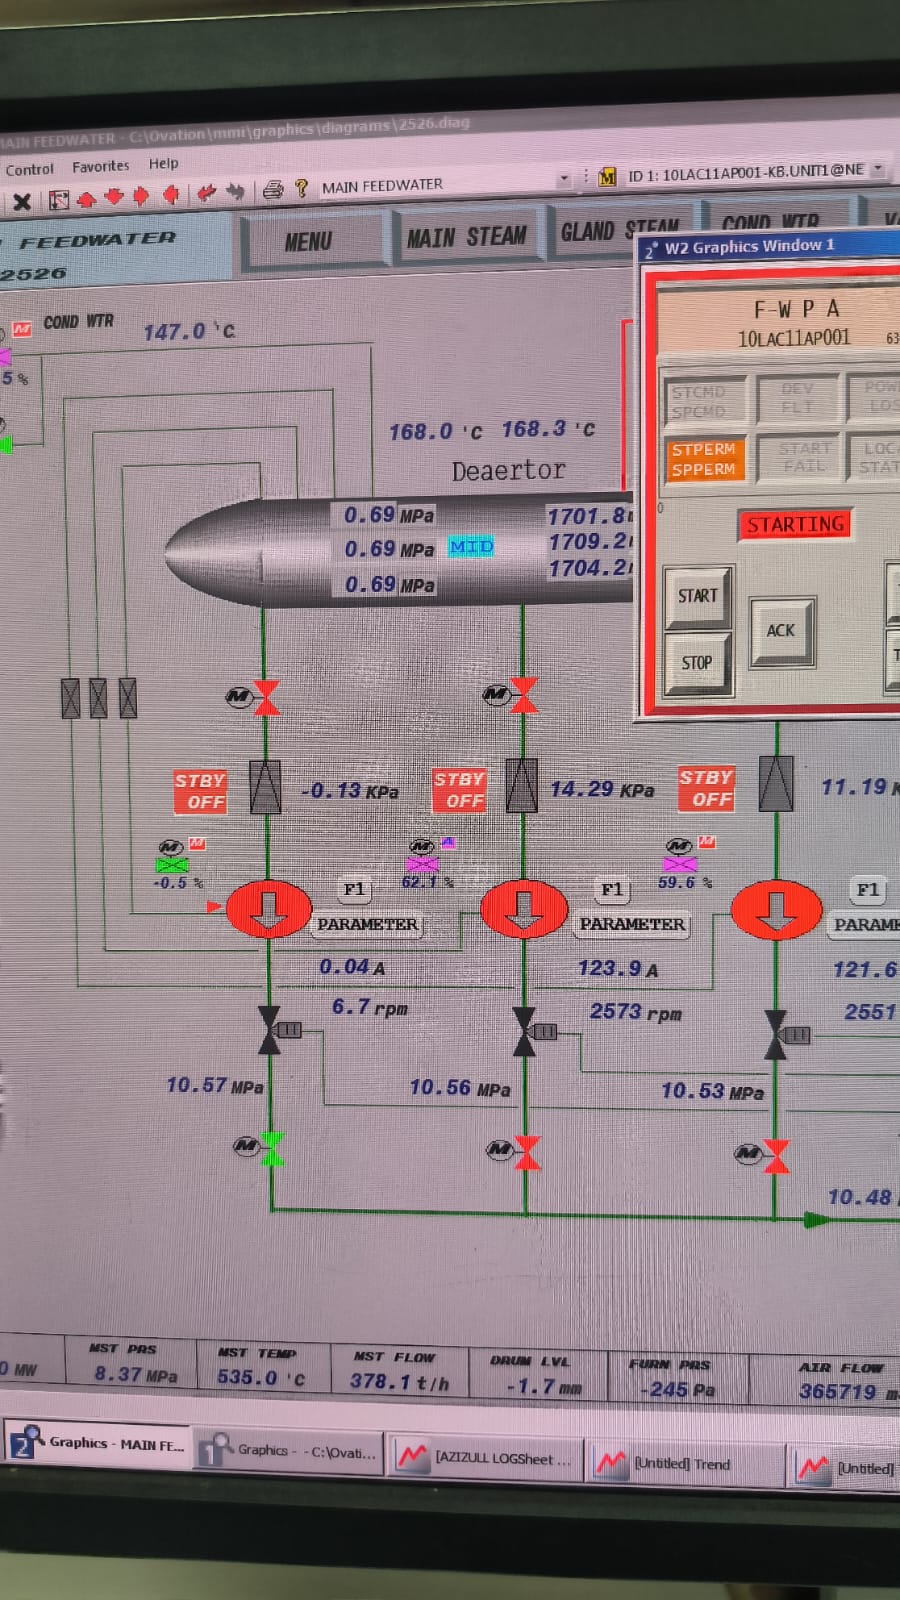 MAIN FEEDWATER - C:\Ovation\mmi\graphics\diagrams\2526.diag
Control Favorites Help
MAIN FEEDWATER
M ID 1: 10LAC11AP001-KB.UNIT1@NE
FEEDWATER
2526
MENU
MAIN STEAM
GLAND STEAM
COND WTR
2 W2 Graphics Window 1
F-W P A
10LAC11AP001
63
STCMD
SPCMD
DEV
FLT
POW
LOS
STPERM
SPPERM
START
FAIL
LOC
STAT
0
STARTING
START
ACK
STOP
M COND WTR 147.0 'C
5 %
168.0 'C 168.3 'C
Deaertor
0.69 MPa
0.69 MPa
0.69 MPa
MID
1701.8
1709.2
1704.2
M
M
STBY
OFF
-0.13 KPa
STBY
OFF
14.29 KPa
STBY
OFF
11.19 K
M M
-0.5 %
M A
62.1 %
M M
59.6 %
F1
F1
F1
PARAMETER
PARAMETER
PARAME
0.04 A
123.9 A
121.6
6.7 rpm
2573 rpm
2551
10.57 MPa
10.56 MPa
10.53 MPa
M
M
M
10.48
0 MW
MST PRS
8.37 MPa
MST TEMP
535.0 'C
MST FLOW
378.1 t/h
DRUM LVL
-1.7 mm
FURN PRS
-245 Pa
AIR FLOW
365719
2 Graphics - MAIN FE...
1 Graphics - - C:\Ovati...
[AZIZULL LOGSheet ...
[Untitled] Trend
[Untitled]